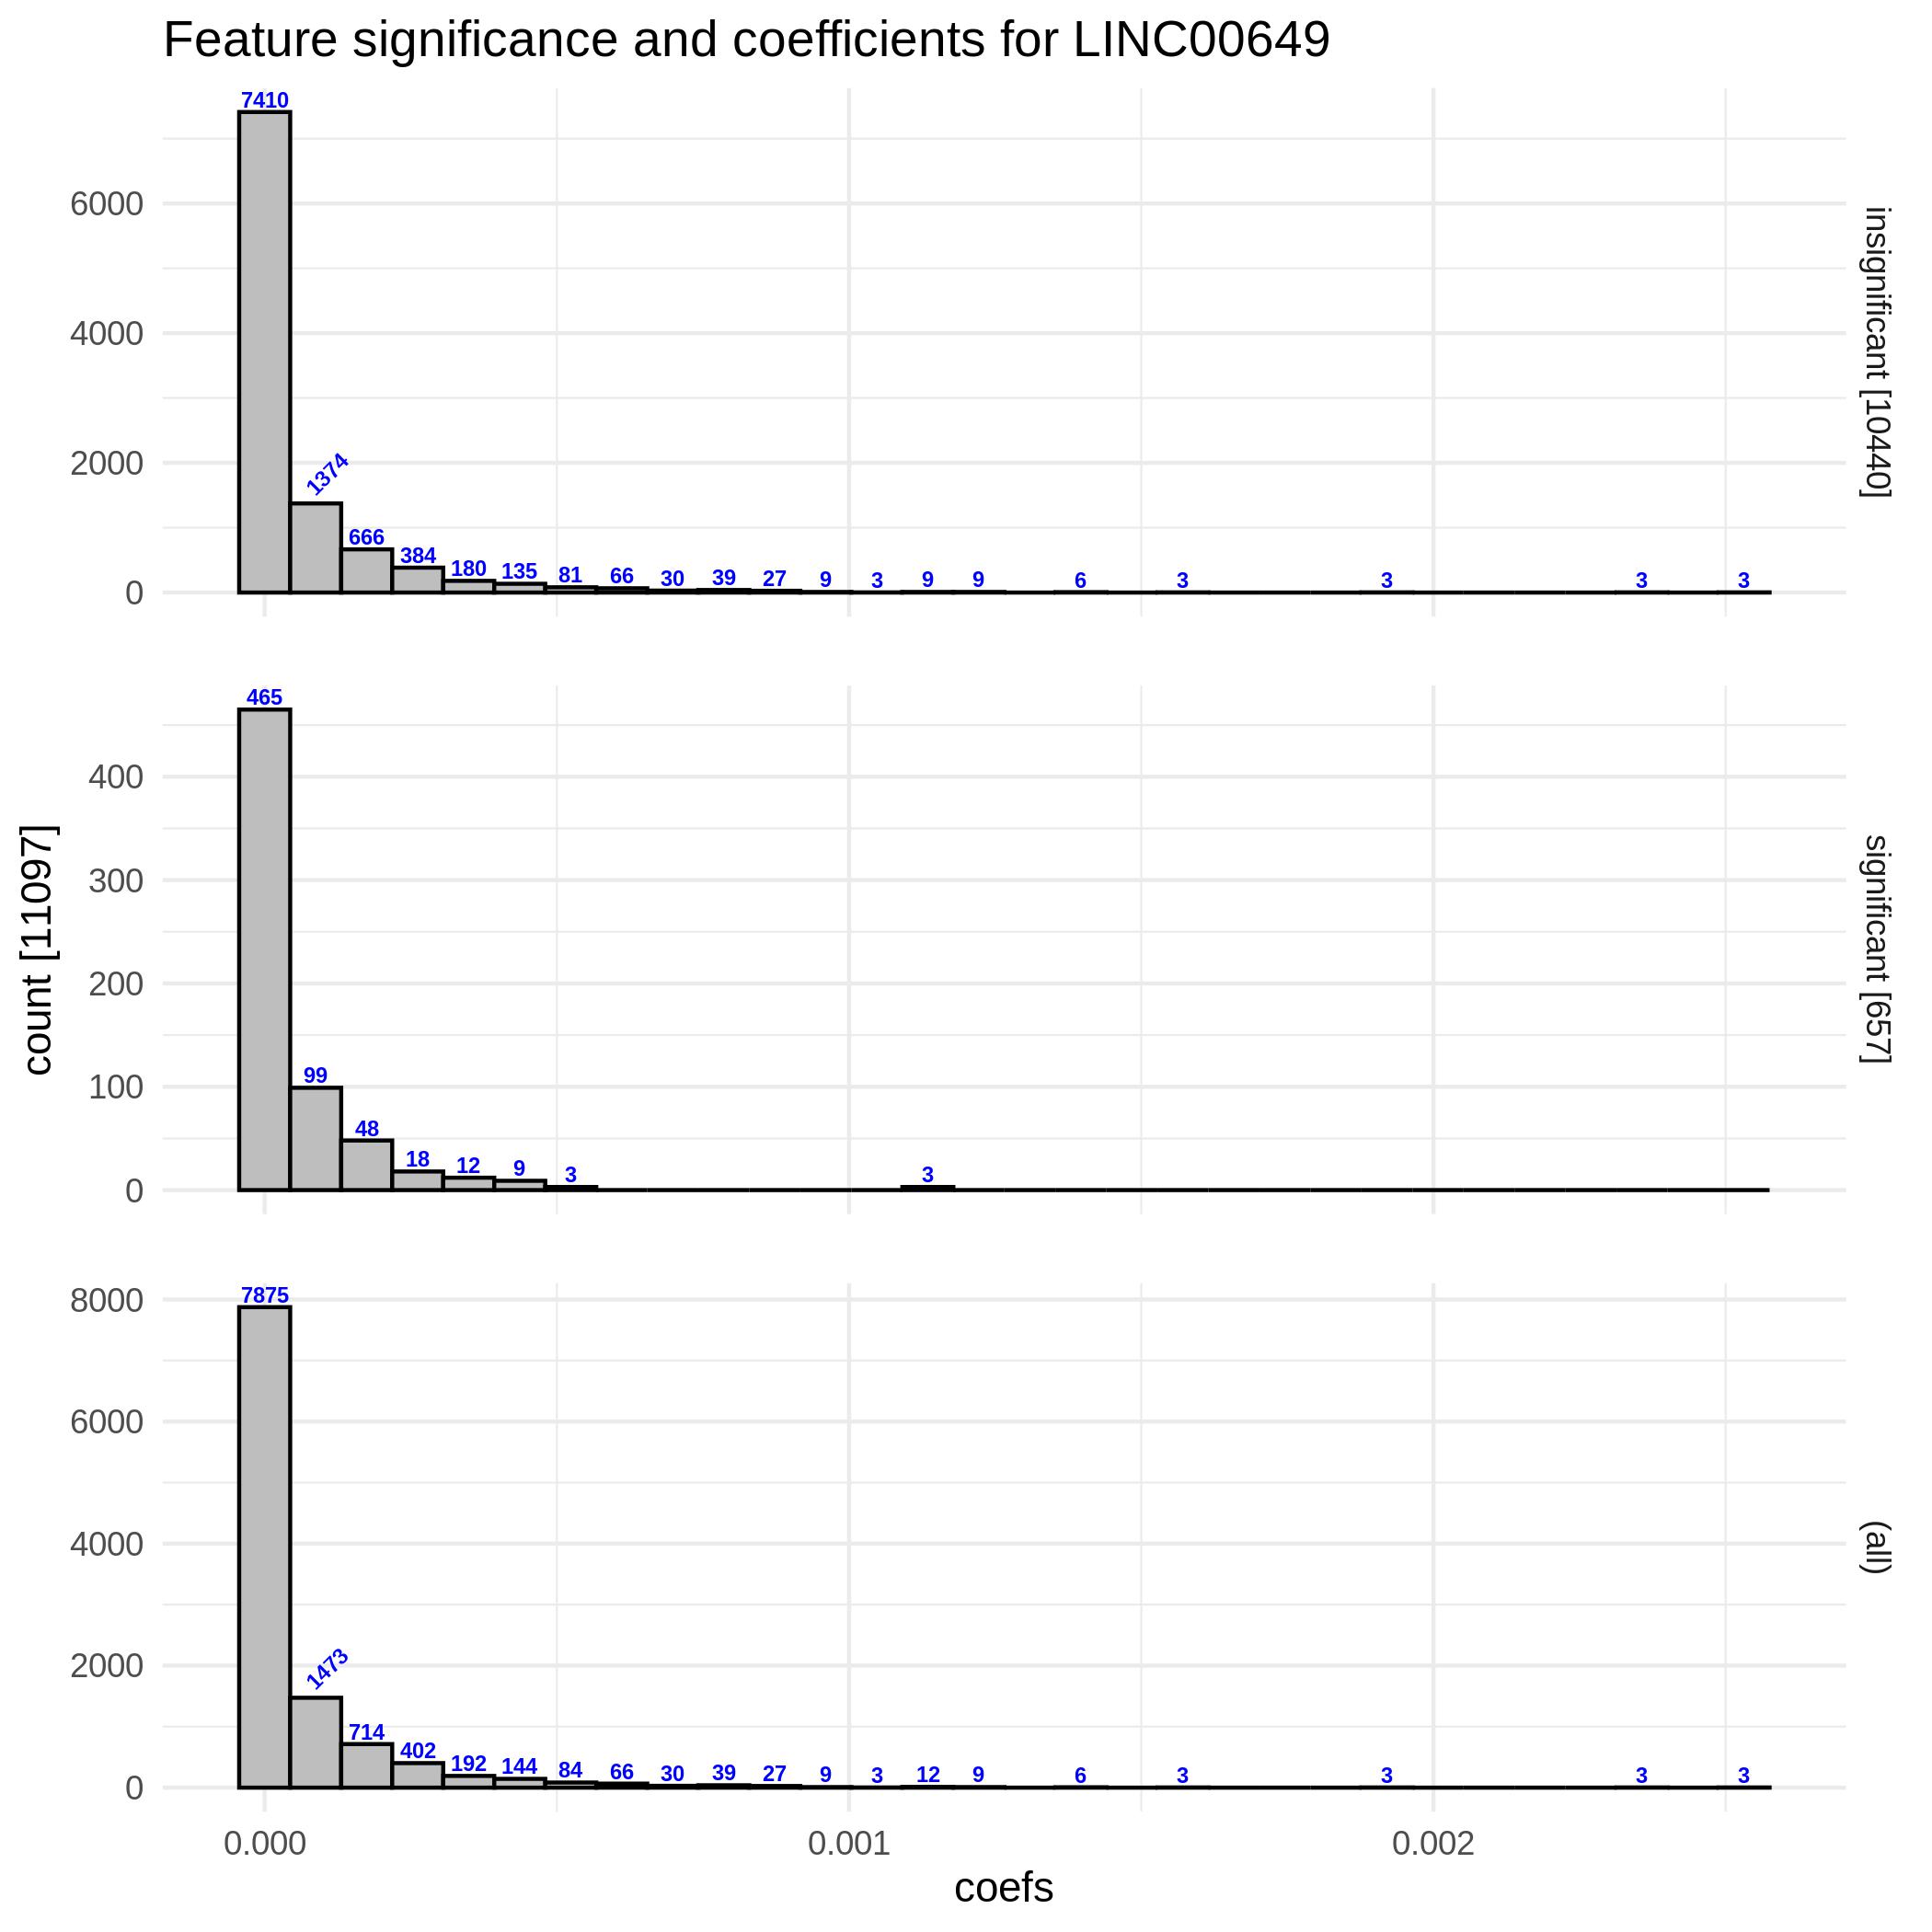 Feature significance and coefficients for LINC00649
7410
1374
666 384 180 135 81 66 30 39 27 9 3 9 9 6 3 3 3 3
6000
4000
2000
0
insignificant [10440]
465
99
48
18 12 9 3 3
400
300
200
100
0
significant [657]
count [11097]
7875
1473
714 402 192 144 84 66 30 39 27 9 3 12 9 6 3 3 3 3
8000
6000
4000
2000
0
(all)
0.000 0.001 0.002
coefs